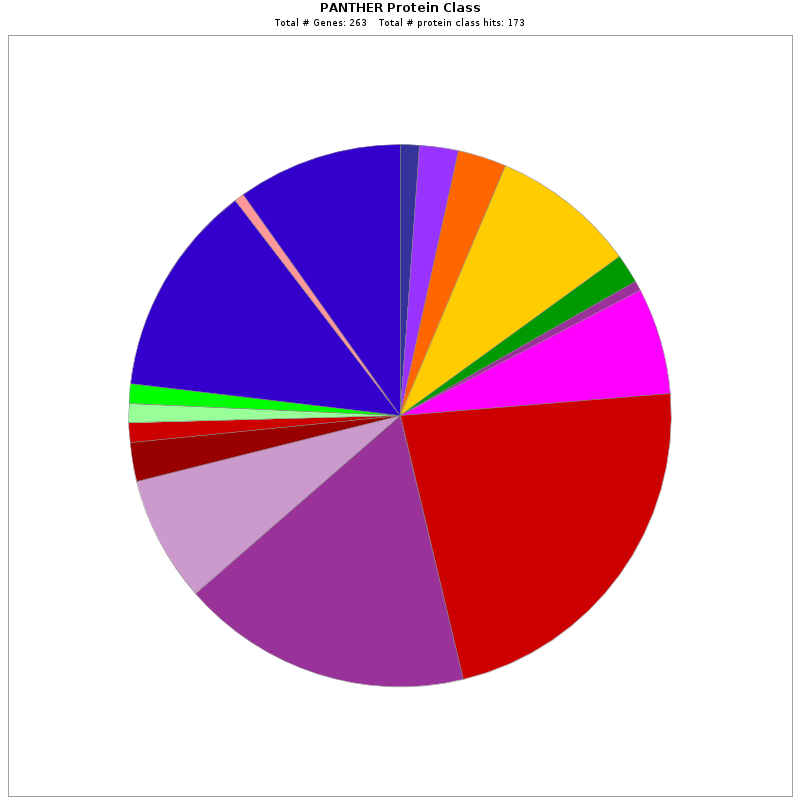 PANTHER Protein Class
Total # Genes: 263 Total # protein class hits: 173